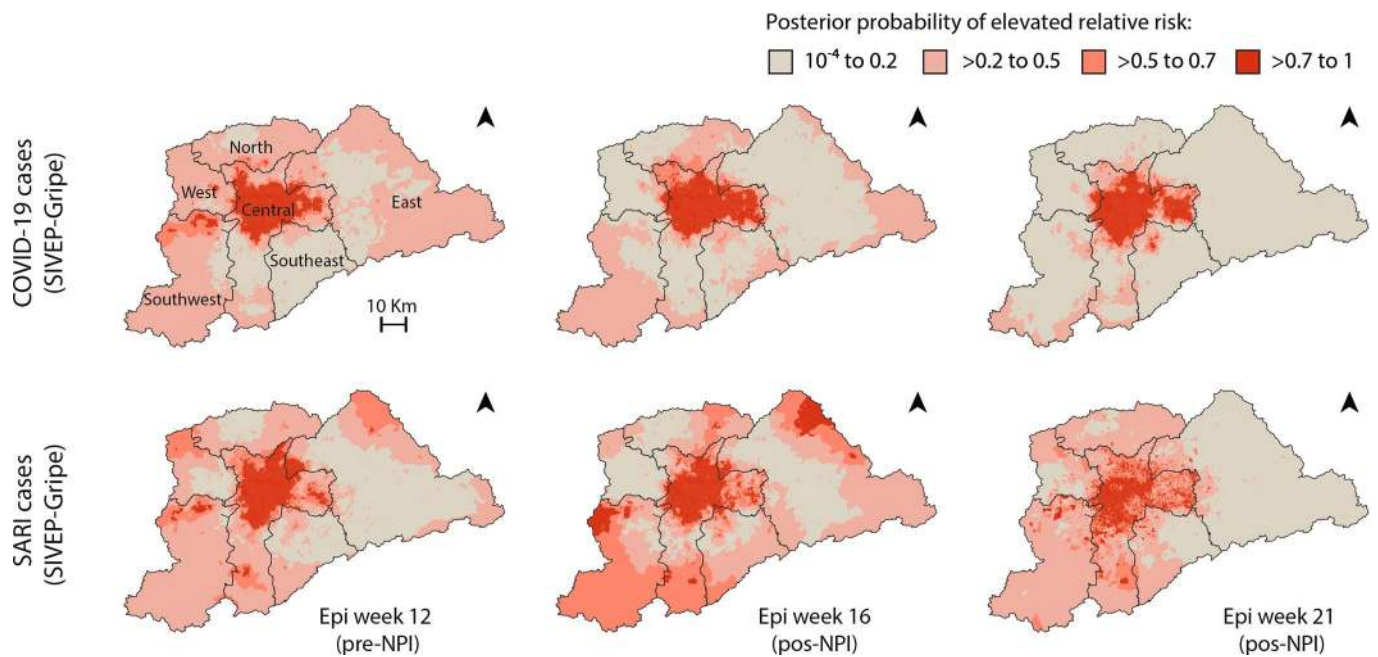 Posterior probability of elevated relative risk:
10⁻⁴ to 0.2
>0.2 to 0.5
>0.5 to 0.7
>0.7 to 1
COVID-19 cases
(SIVEP-Gripe)
North
West
Central
East
Southeast
Southwest
10 Km
SARI cases
(SIVEP-Gripe)
Epi week 12
(pre-NPI)
Epi week 16
(pos-NPI)
Epi week 21
(pos-NPI)